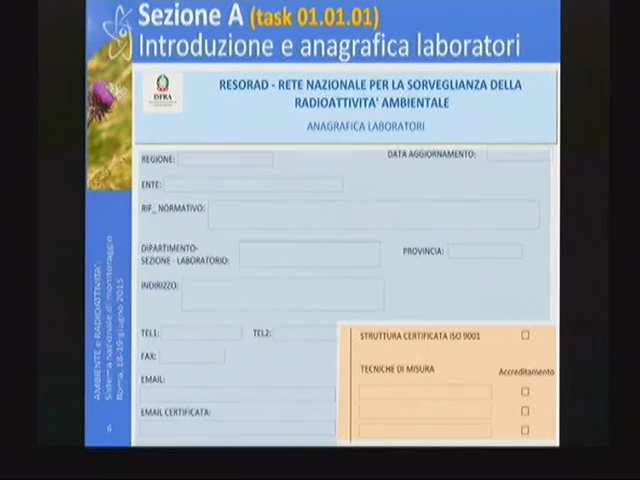 Sezione A (task 01.01.01)
Introduzione e anagrafica laboratori
ISPRA
RESORAD - RETE NAZIONALE PER LA SORVEGLIANZA DELLA
RADIOATTIVITA' AMBIENTALE
ANAGRAFICA LABORATORI
REGIONE:
DATA AGGIORNAMENTO:
ENTE:
RIF_ NORMATIVO:
DIPARTIMENTO-
SEZIONE - LABORATORIO:
PROVINCIA:
INDIRIZZO:
TEL1:
TEL2:
FAX:
EMAIL:
EMAIL CERTIFICATA:
STRUTTURA CERTIFICATA ISO 9001
TECNICHE DI MISURA
Accreditamento
AMBIENTE e RADIOATTIVITA':
Sistema nazionale di monitoraggio
Roma, 18-19 giugno 2015
6